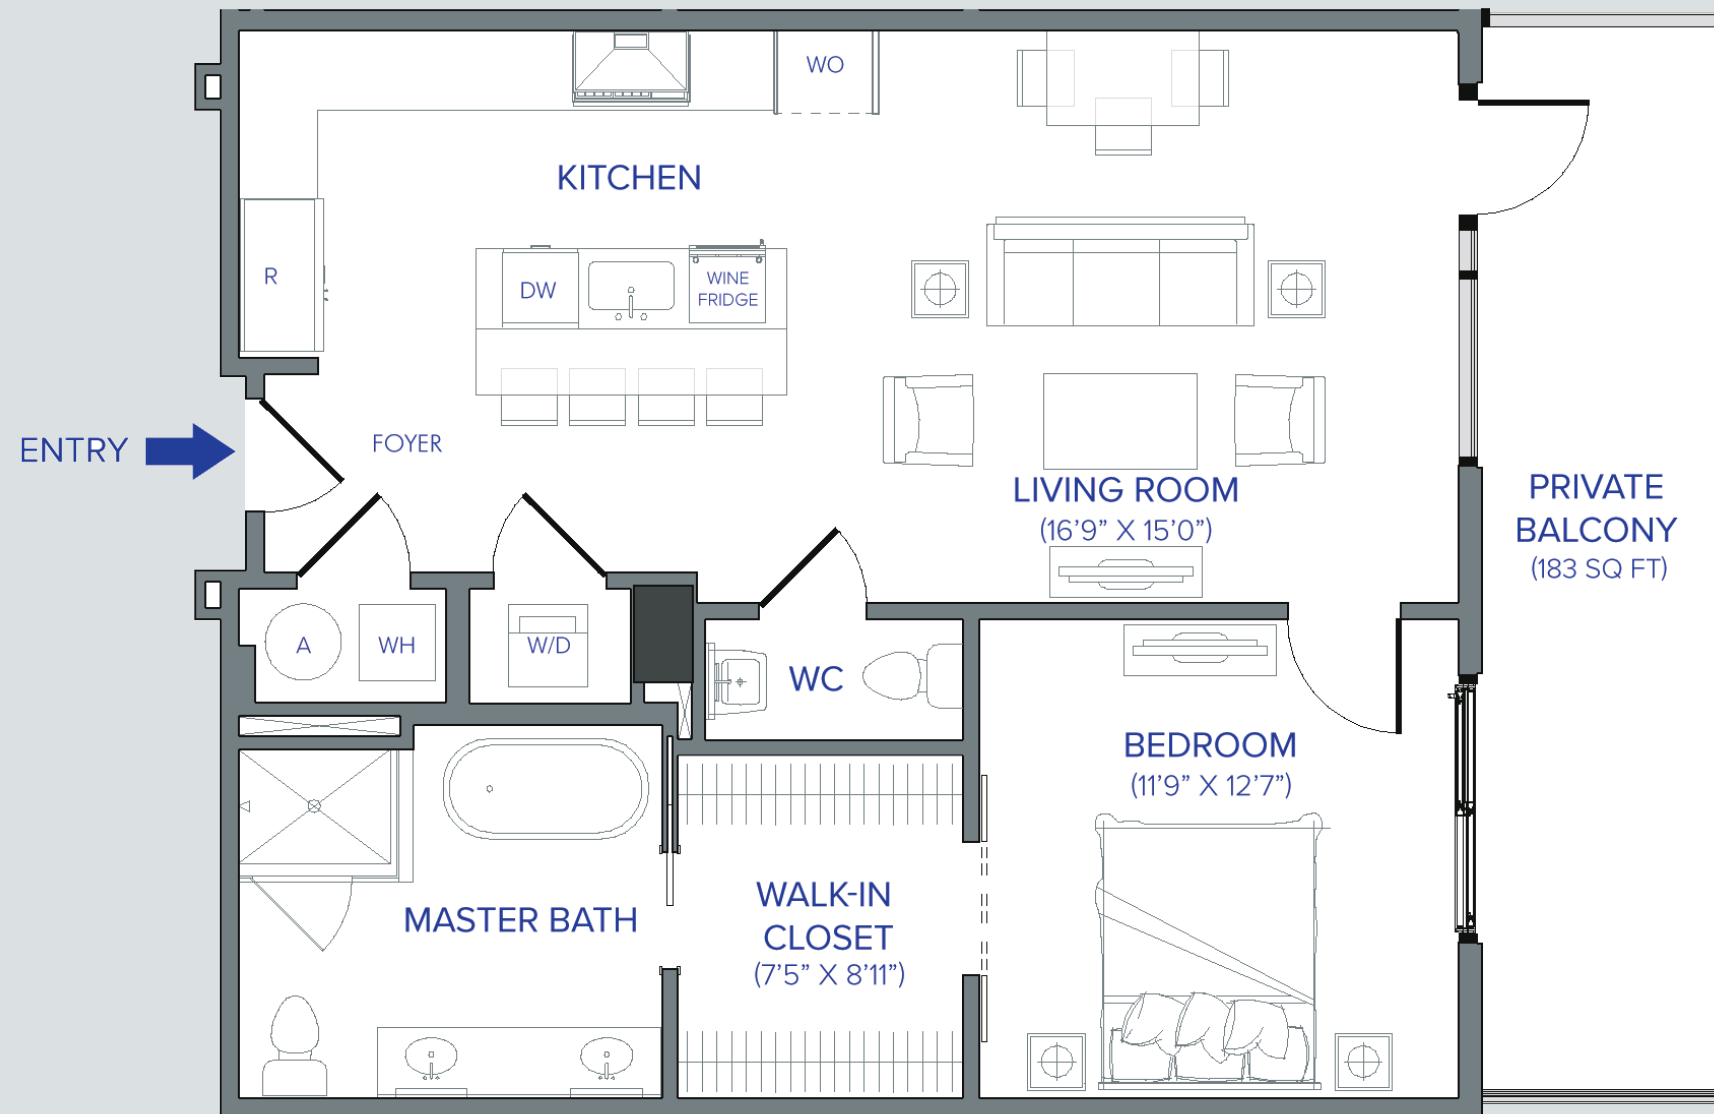 WO
KITCHEN
R
DW
WINE
FRIDGE
ENTRY
FOYER
LIVING ROOM
(16’9” X 15’0”)
PRIVATE
BALCONY
(183 SQ FT)
A
WH
W/D
WC
BEDROOM
(11’9” X 12’7”)
MASTER BATH
WALK-IN
CLOSET
(7’5” X 8’11”)